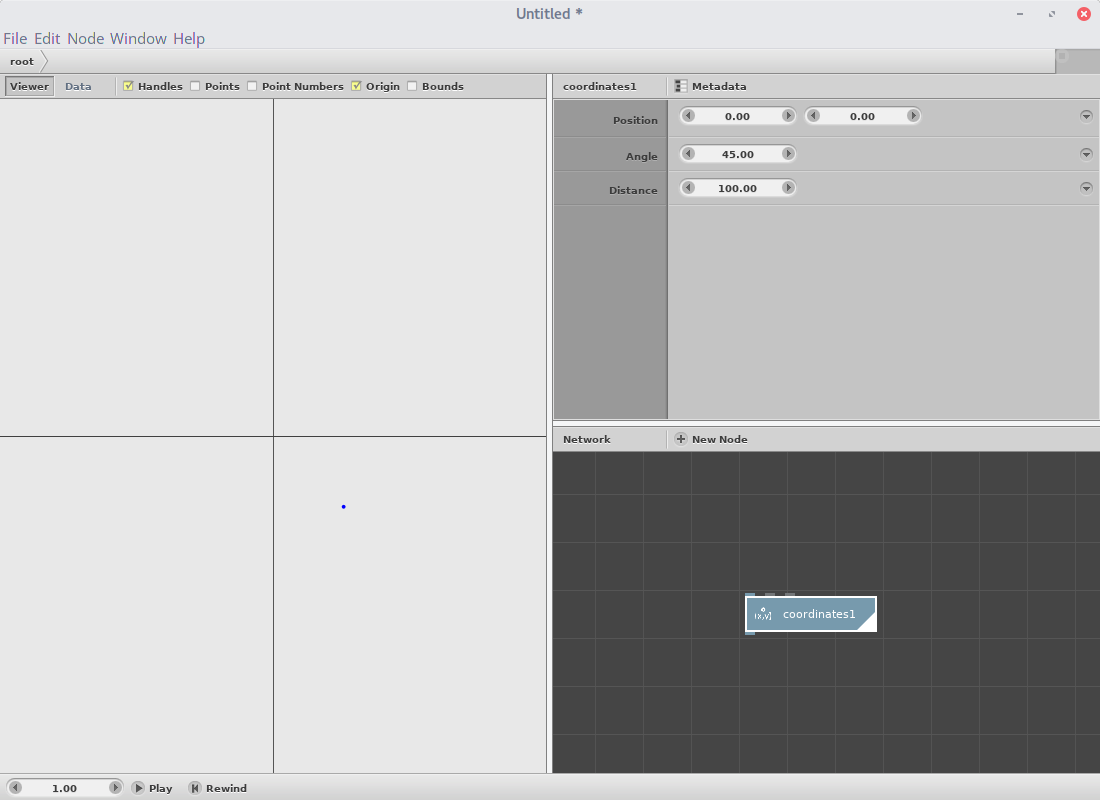 Untitled *
File Edit Node Window Help
root
Viewer Data Handles Points Point Numbers Origin Bounds
coordinates1 Metadata
Position 0.00 0.00
Angle 45.00
Distance 100.00
Network New Node
(x,y) coordinates1
1.00 Play Rewind